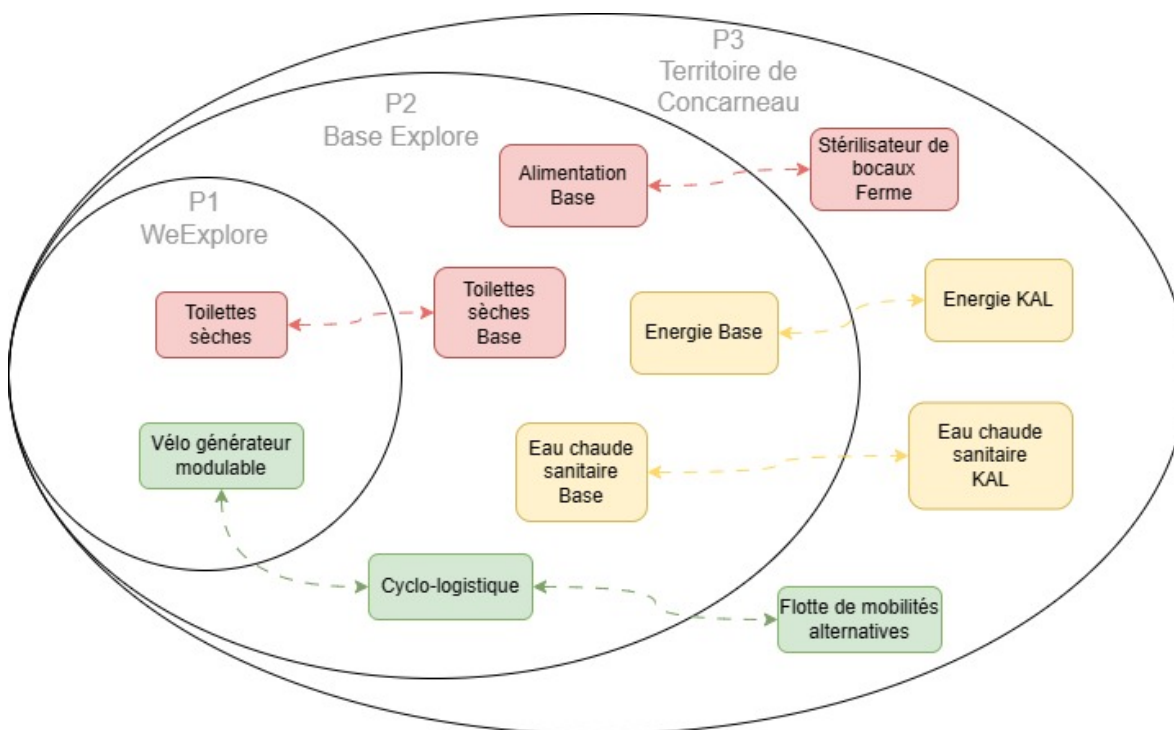 P3
Territoire de
Concarneau
P2
Base Explore
P1
WeExplore
Alimentation
Base
Stérilisateur de
bocaux
Ferme
Toilettes
sèches
Toilettes
sèches
Base
Energie Base
Energie KAL
Vélo générateur
modulable
Eau chaude
sanitaire
Base
Eau chaude
sanitaire
KAL
Cyclo-logistique
Flotte de mobilités
alternatives